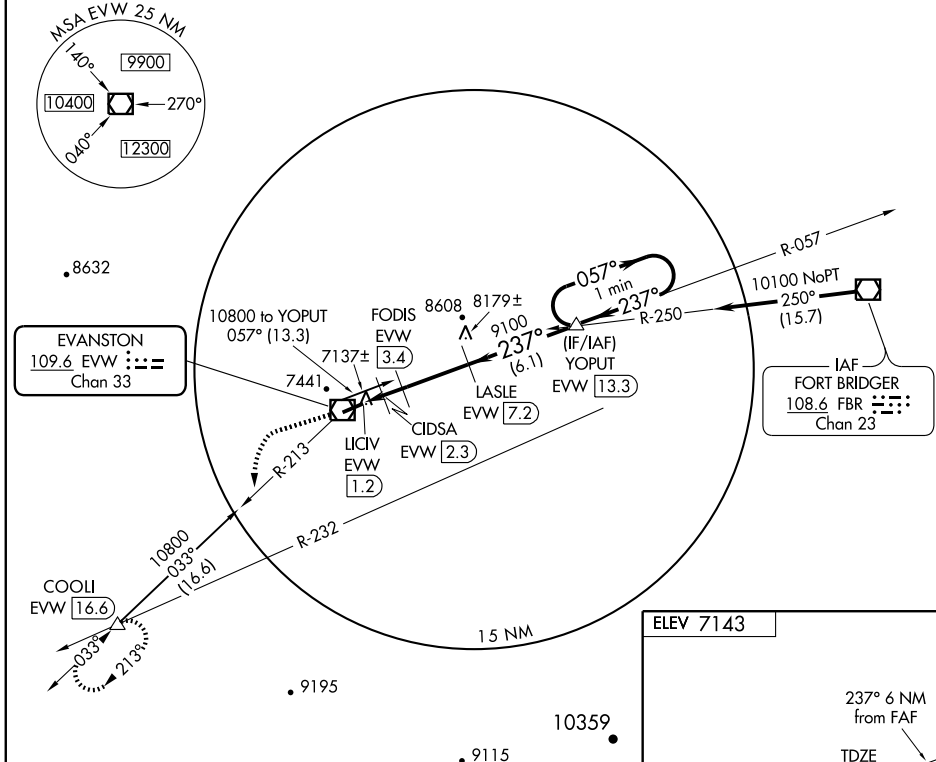 MSA EVW 25 NM
140°
9900
10400
270°
040°
12300
8632
R-057
057°
1 min
237°
10100 NoPT
250°
(15.7)
R-250
10800 to YOPUT
057° (13.3)
FODIS
EVW
3.4
8608
8179±
9100
237°
(6.1)
(IF/IAF)
YOPUT
EVW 13.3
EVANSTON
109.6 EVW
Chan 33
7137±
7441
LASLE
EVW 7.2
IAF
FORT BRIDGER
108.6 FBR
Chan 23
CIDSA
EVW 2.3
LICIV
EVW
1.2
R-213
R-232
10800
033°
(16.6)
COOLI
EVW 16.6
033°
213°
15 NM
ELEV 7143
9195
10359
9115
237° 6 NM
from FAF
TDZE